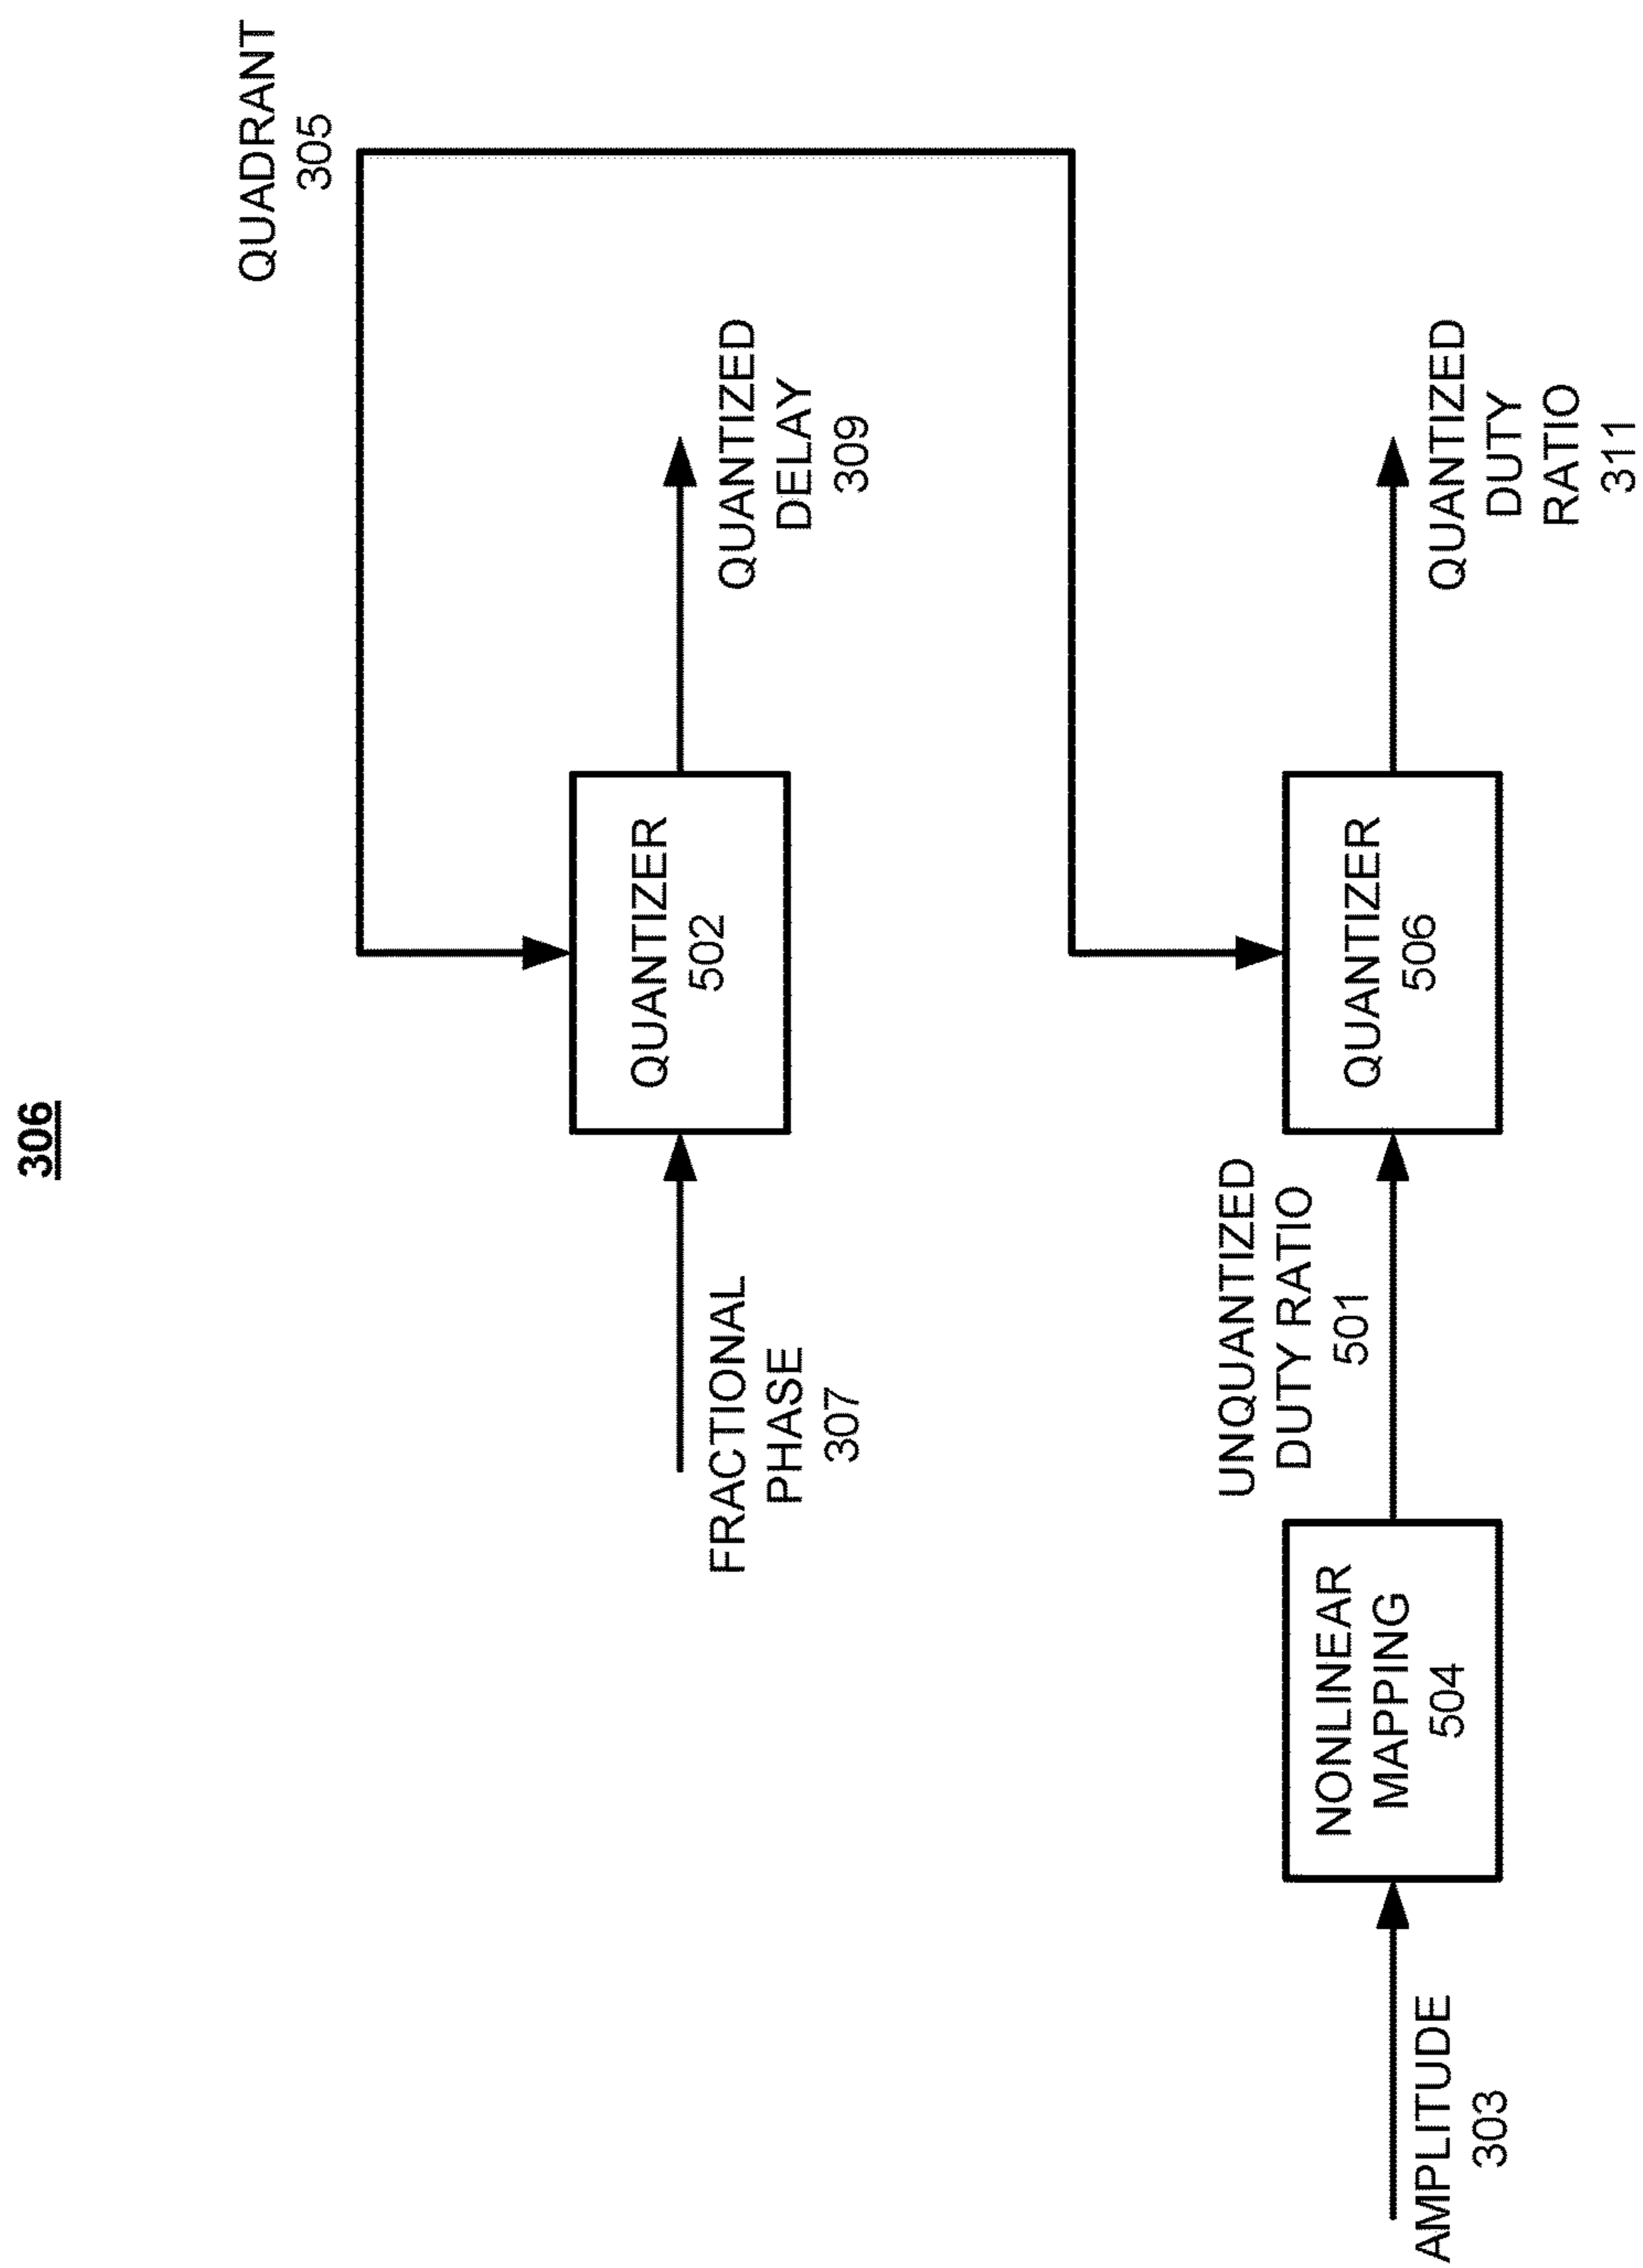 306
QUADRANT
305
FRACTIONAL
PHASE
307
QUANTIZER
502
QUANTIZED
DELAY
309
AMPLITUDE
303
NONLINEAR
MAPPING
504
UNQUANTIZED
DUTY RATIO
501
QUANTIZER
506
QUANTIZED
DUTY
RATIO
311